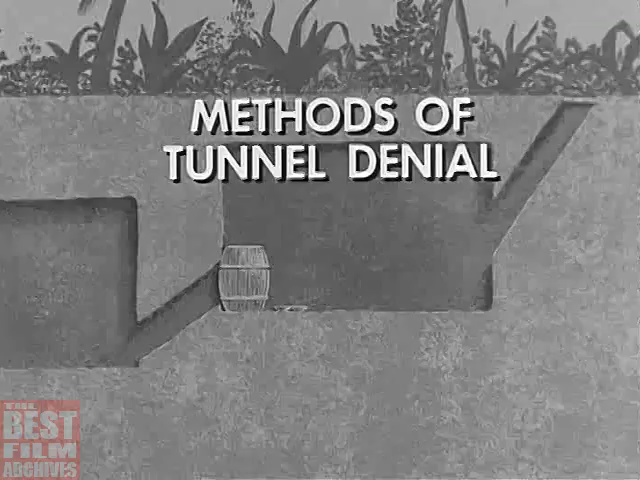 METHODS OF
TUNNEL DENIAL
THE
BEST
FILM
ARCHIVES